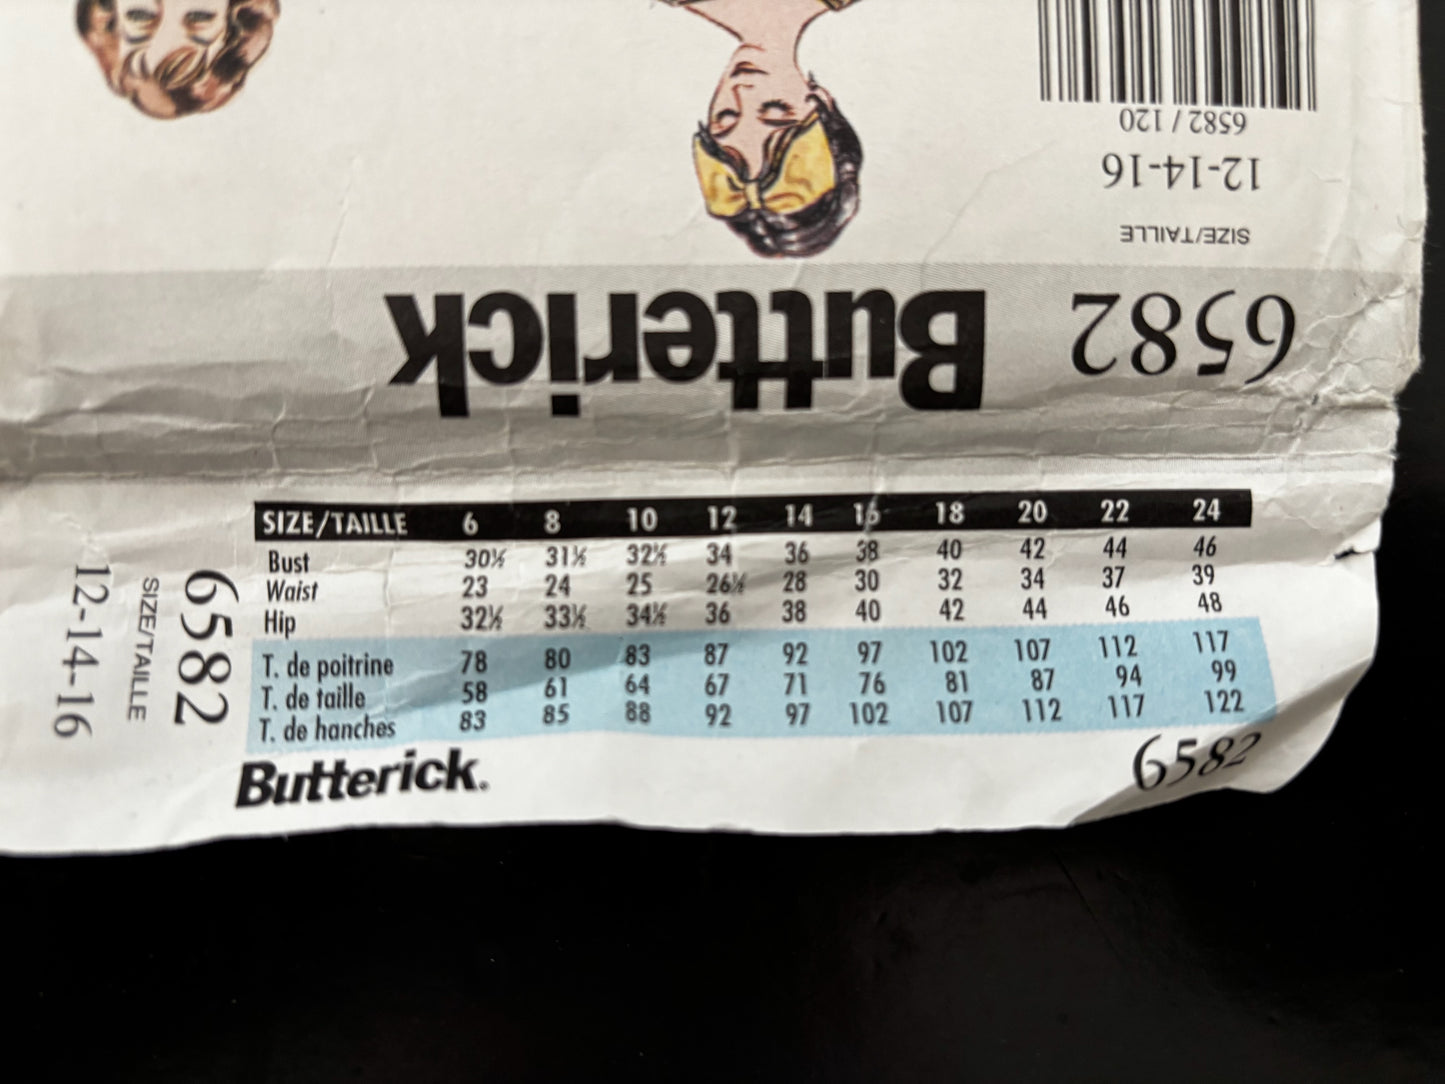 6582 / 120
12-14-16
SIZE/TAILLE
Butterick 6582
SIZE/TAILLE 6 8 10 12 14 16 18 20 22 24
Bust 30½ 31½ 32½ 34 36 38 40 42 44 46
Waist 23 24 25 26½ 28 30 32 34 37 39
Hip 32½ 33½ 34½ 36 38 40 42 44 46 48
T. de poitrine 78 80 83 87 92 97 102 107 112 117
T. de taille 58 61 64 67 71 76 81 87 94 99
T. de hanches 83 85 88 92 97 102 107 112 117 122
Butterick.
6582
6582
SIZE/TAILLE
12-14-16